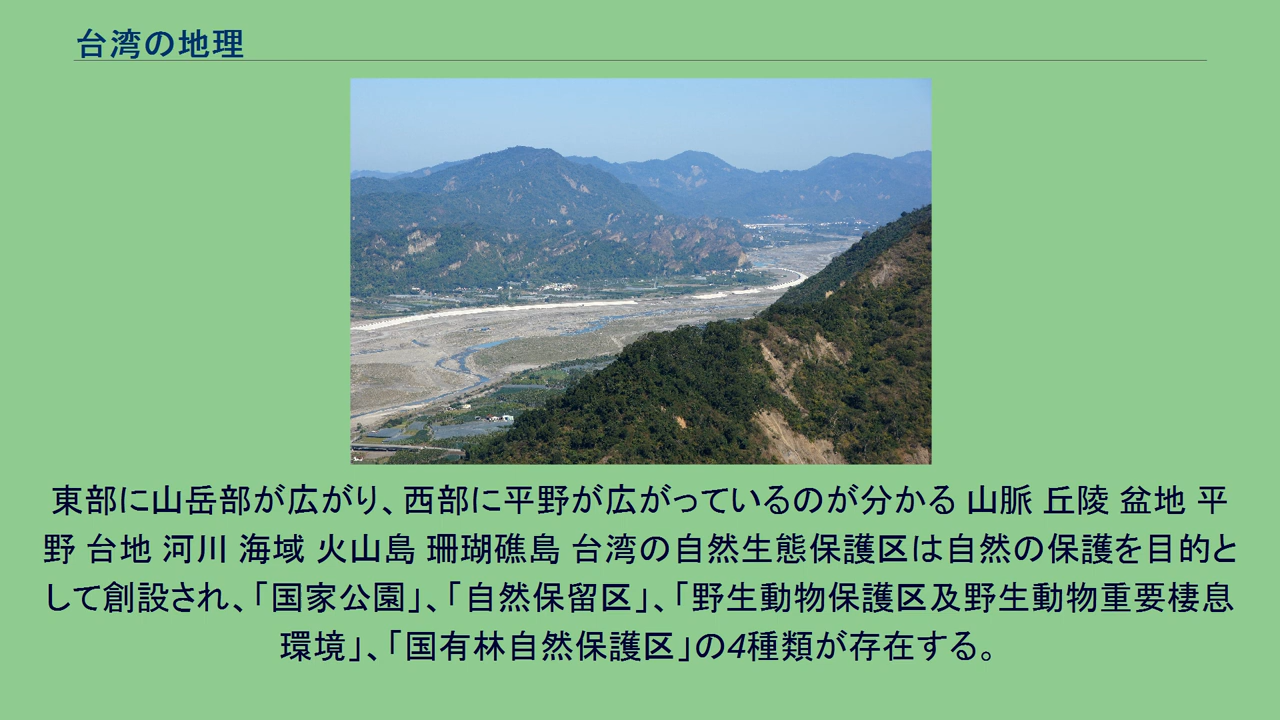 台湾の地理
東部に山岳部が広がり、西部に平野が広がっているのが分かる 山脈 丘陵 盆地 平
野 台地 河川 海域 火山島 珊瑚礁島 台湾の自然生態保護区は自然の保護を目的と
して創設され、「国家公園」、「自然保留区」、「野生動物保護区及野生動物重要棲息
環境」、「国有林自然保護区」の4種類が存在する。